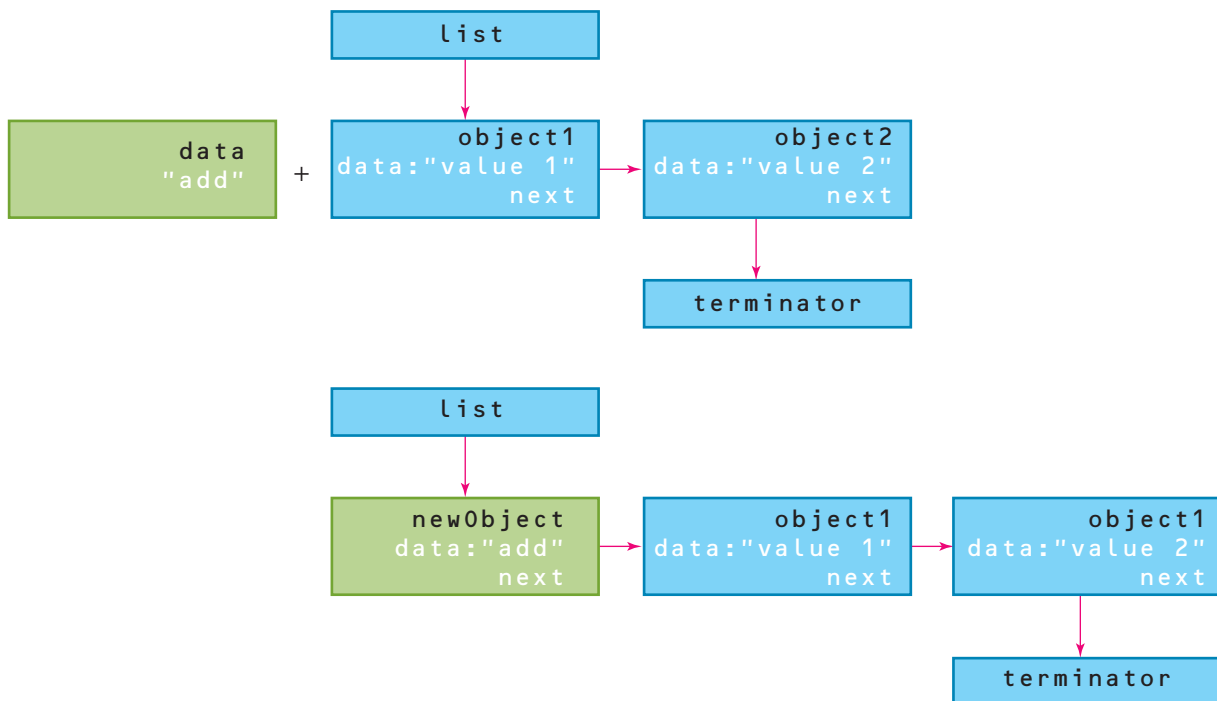 list
data
"add"
+
object1
data:"value 1"
next
object2
data:"value 2"
next
terminator
list
newObject
data:"add"
next
object1
data:"value 1"
next
object1
data:"value 2"
next
terminator